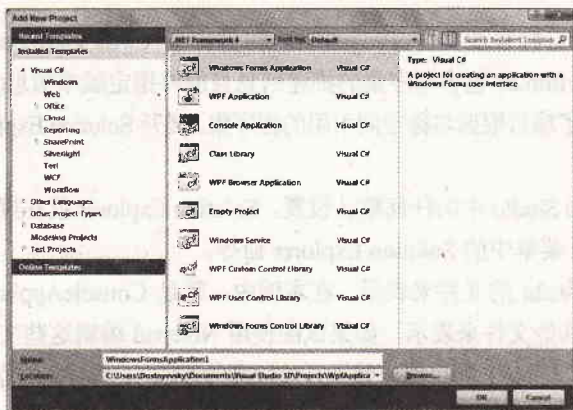 Add New Project
Recent Templates
.NET Framework 4
Sort by: Default
Search Installed Templates
Installed Templates
Visual C#
Windows
Web
Office
Cloud
Reporting
SharePoint
Silverlight
Test
WCF
Workflow
Other Languages
Other Project Types
Database
Modeling Projects
Test Projects
Online Templates
Windows Forms Application Visual C#
WPF Application Visual C#
Console Application Visual C#
Class Library Visual C#
WPF Browser Application Visual C#
Empty Project Visual C#
Windows Service Visual C#
WPF Custom Control Library Visual C#
WPF User Control Library Visual C#
Windows Forms Control Library Visual C#
Type: Visual C#
A project for creating an application with a
Windows Forms user interface
Name: WindowsFormsApplication1
Location: C:\Users\Dostoyevsky\Documents\Visual Studio 10\Projects\WpfApplica
Browse...
OK
Cancel